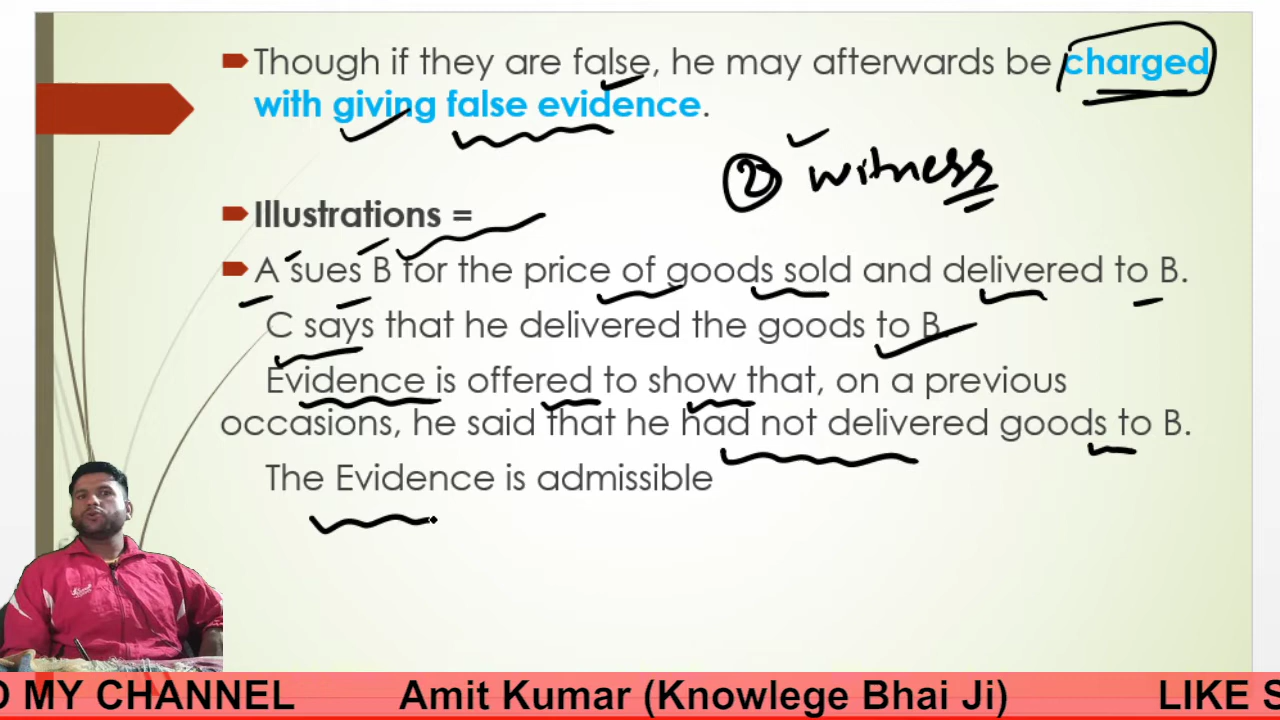 Though if they are false, he may afterwards be charged
with giving false evidence.
② witness
Illustrations =
A sues B for the price of goods sold and delivered to B.
C says that he delivered the goods to B.
Evidence is offered to show that, on a previous
occasions, he said that he had not delivered goods to B.
The Evidence is admissible
MY CHANNEL Amit Kumar (Knowlege Bhai Ji) LIKE